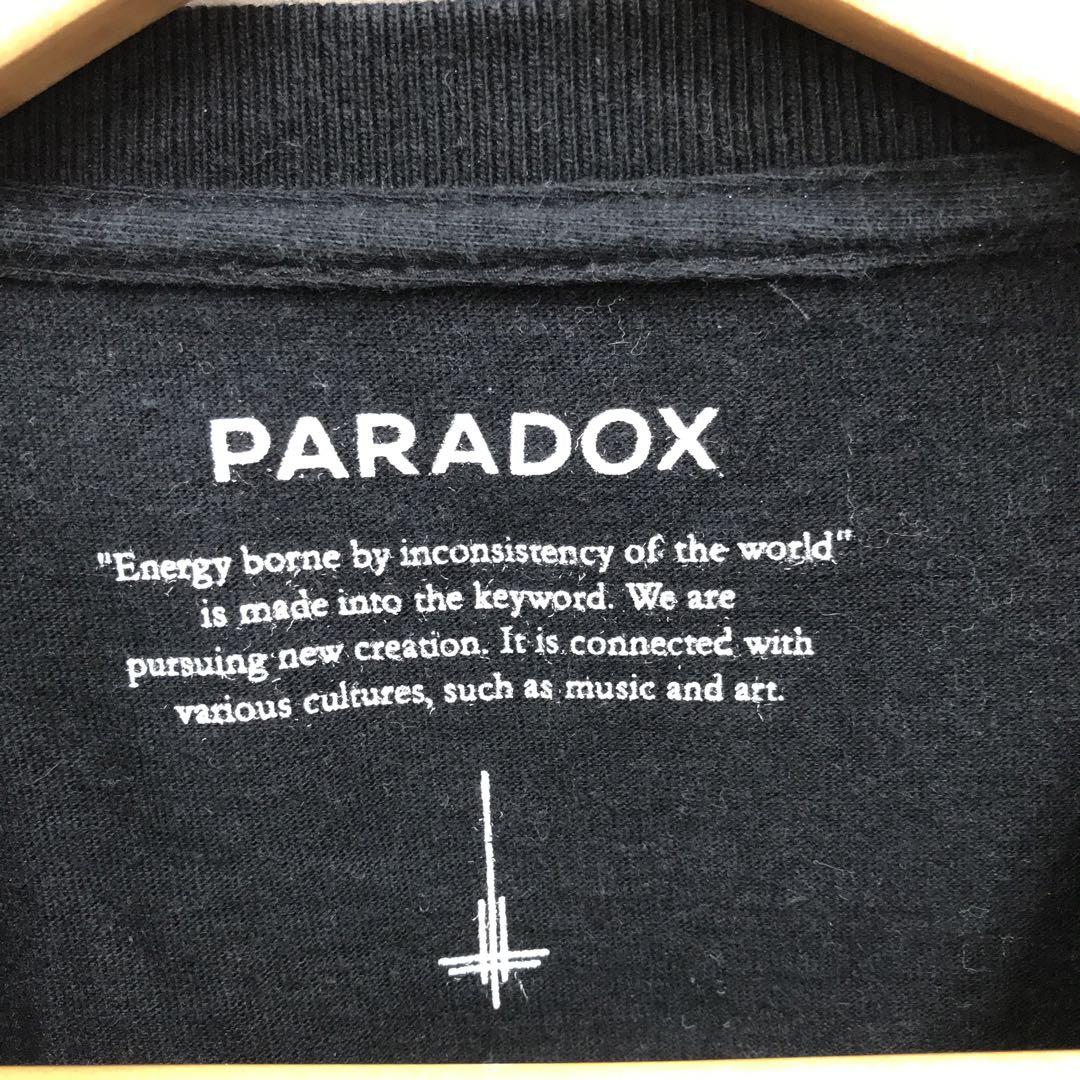 PARADOX
"Energy borne by inconsistency of the world"
is made into the keyword. We are
pursuing new creation. It is connected with
various cultures, such as music and art.